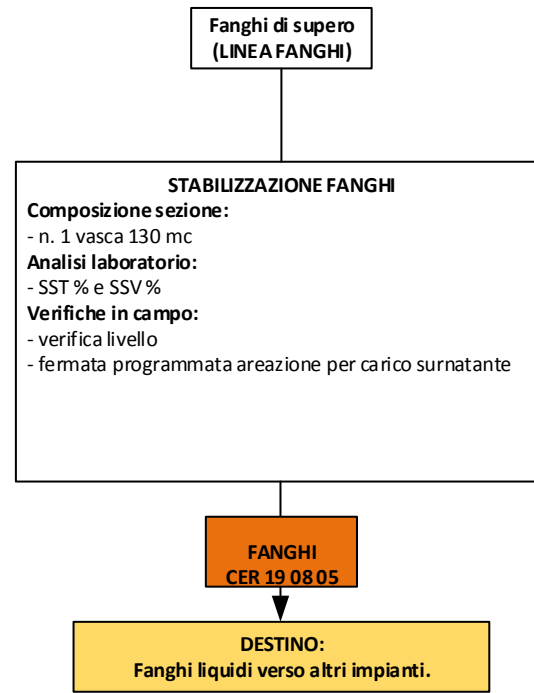 Fanghi di supero
(LINEA FANGHI)
STABILIZZAZIONE FANGHI
Composizione sezione:
- n. 1 vasca 130 mc
Analisi laboratorio:
- SST % e SSV %
Verifiche in campo:
- verifica livello
- fermata programmata areazione per carico surnatante
FANGHI
CER 19 08 05
DESTINO:
Fanghi liquidi verso altri impianti.